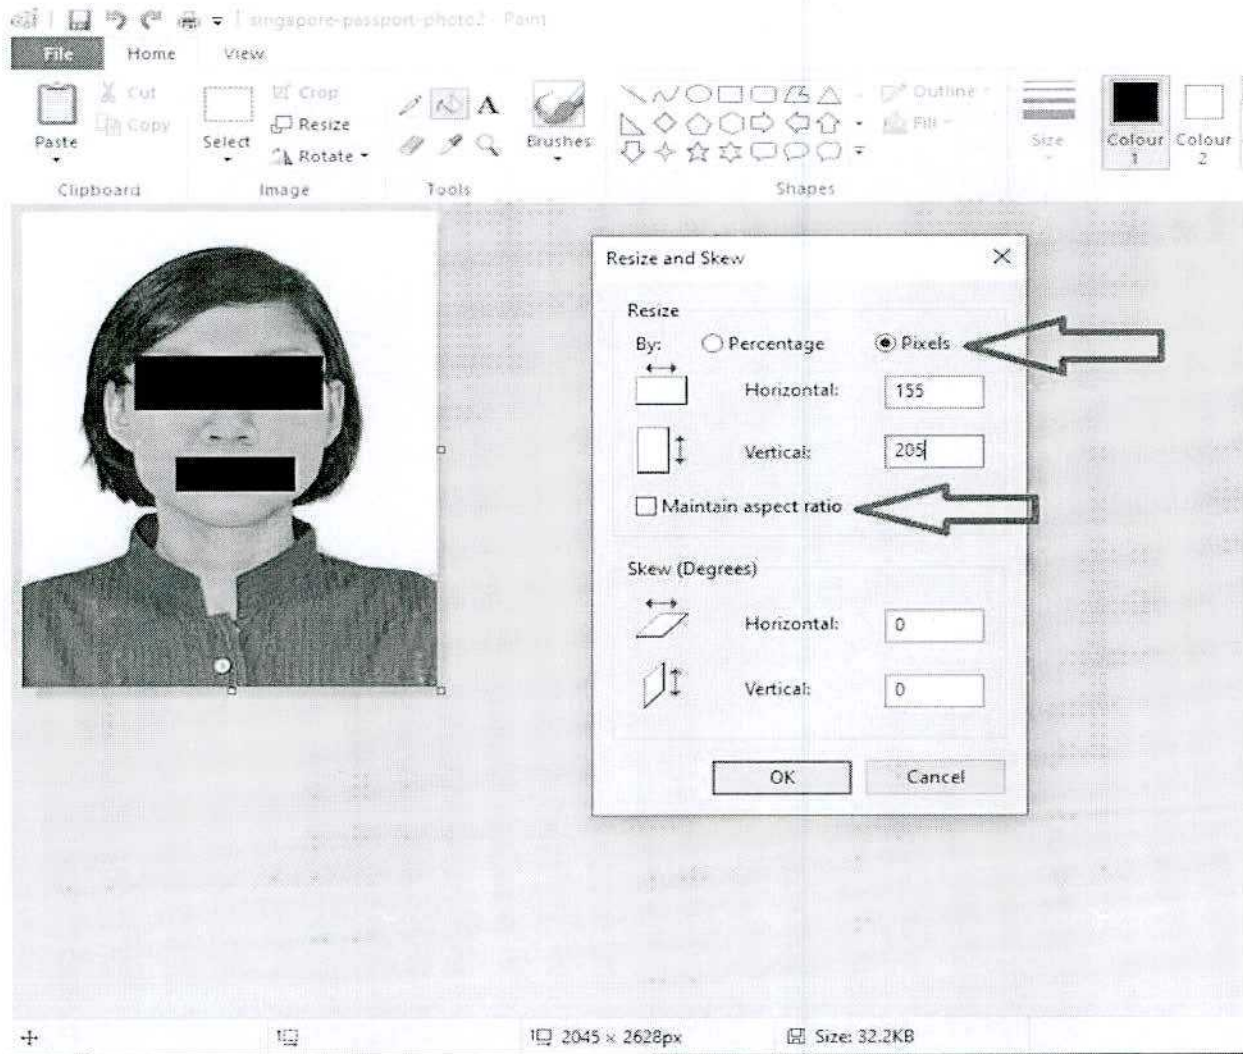 singapore-passport-photo2 - Paint
File Home View
Cut
Copy
Paste
Clipboard
Crop
Resize
Rotate
Select
Image
A
Tools
Brushes
Outline
Fill
Shapes
Size
Colour 1
Colour 2
Resize and Skew
Resize
By: Percentage Pixels
Horizontal: 155
Vertical: 205
Maintain aspect ratio
Skew (Degrees)
Horizontal: 0
Vertical: 0
OK Cancel
2045 × 2628px Size: 32.2KB